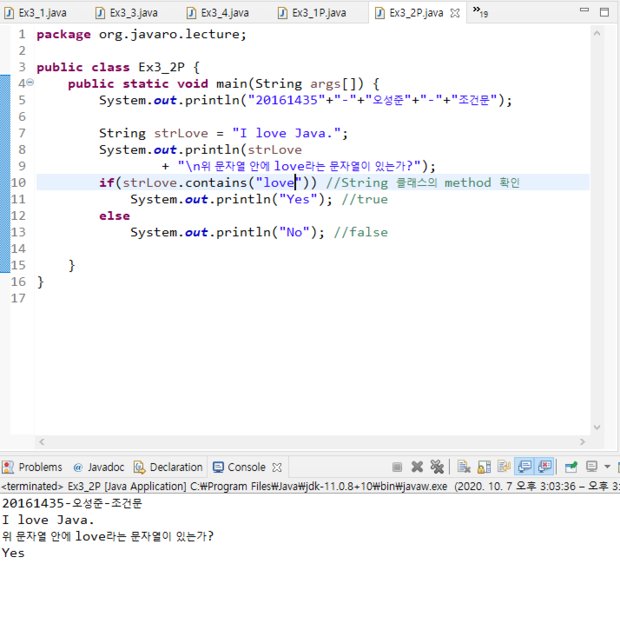 Ex3_1.java Ex3_3.java Ex3_4.java Ex3_1P.java Ex3_2P.java »19
1 package org.javaro.lecture;
2
3 public class Ex3_2P {
4 public static void main(String args[]) {
5 System.out.println("20161435"+"-"+"오성준"+"-"+"조건문");
6
7 String strLove = "I love Java.";
8 System.out.println(strLove
9 + "\n위 문자열 안에 love라는 문자열이 있는가?");
10 if(strLove.contains("love")) //String 클래스의 method 확인
11 System.out.println("Yes"); //true
12 else
13 System.out.println("No"); //false
14
15 }
16 }
17
Problems @ Javadoc Declaration Console
<terminated> Ex3_2P [Java Application] C:₩Program Files₩Java₩jdk-11.0.8+10₩bin₩javaw.exe (2020. 10. 7 오후 3:03:36 – 오후 3:
20161435-오성준-조건문
I love Java.
위 문자열 안에 love라는 문자열이 있는가?
Yes